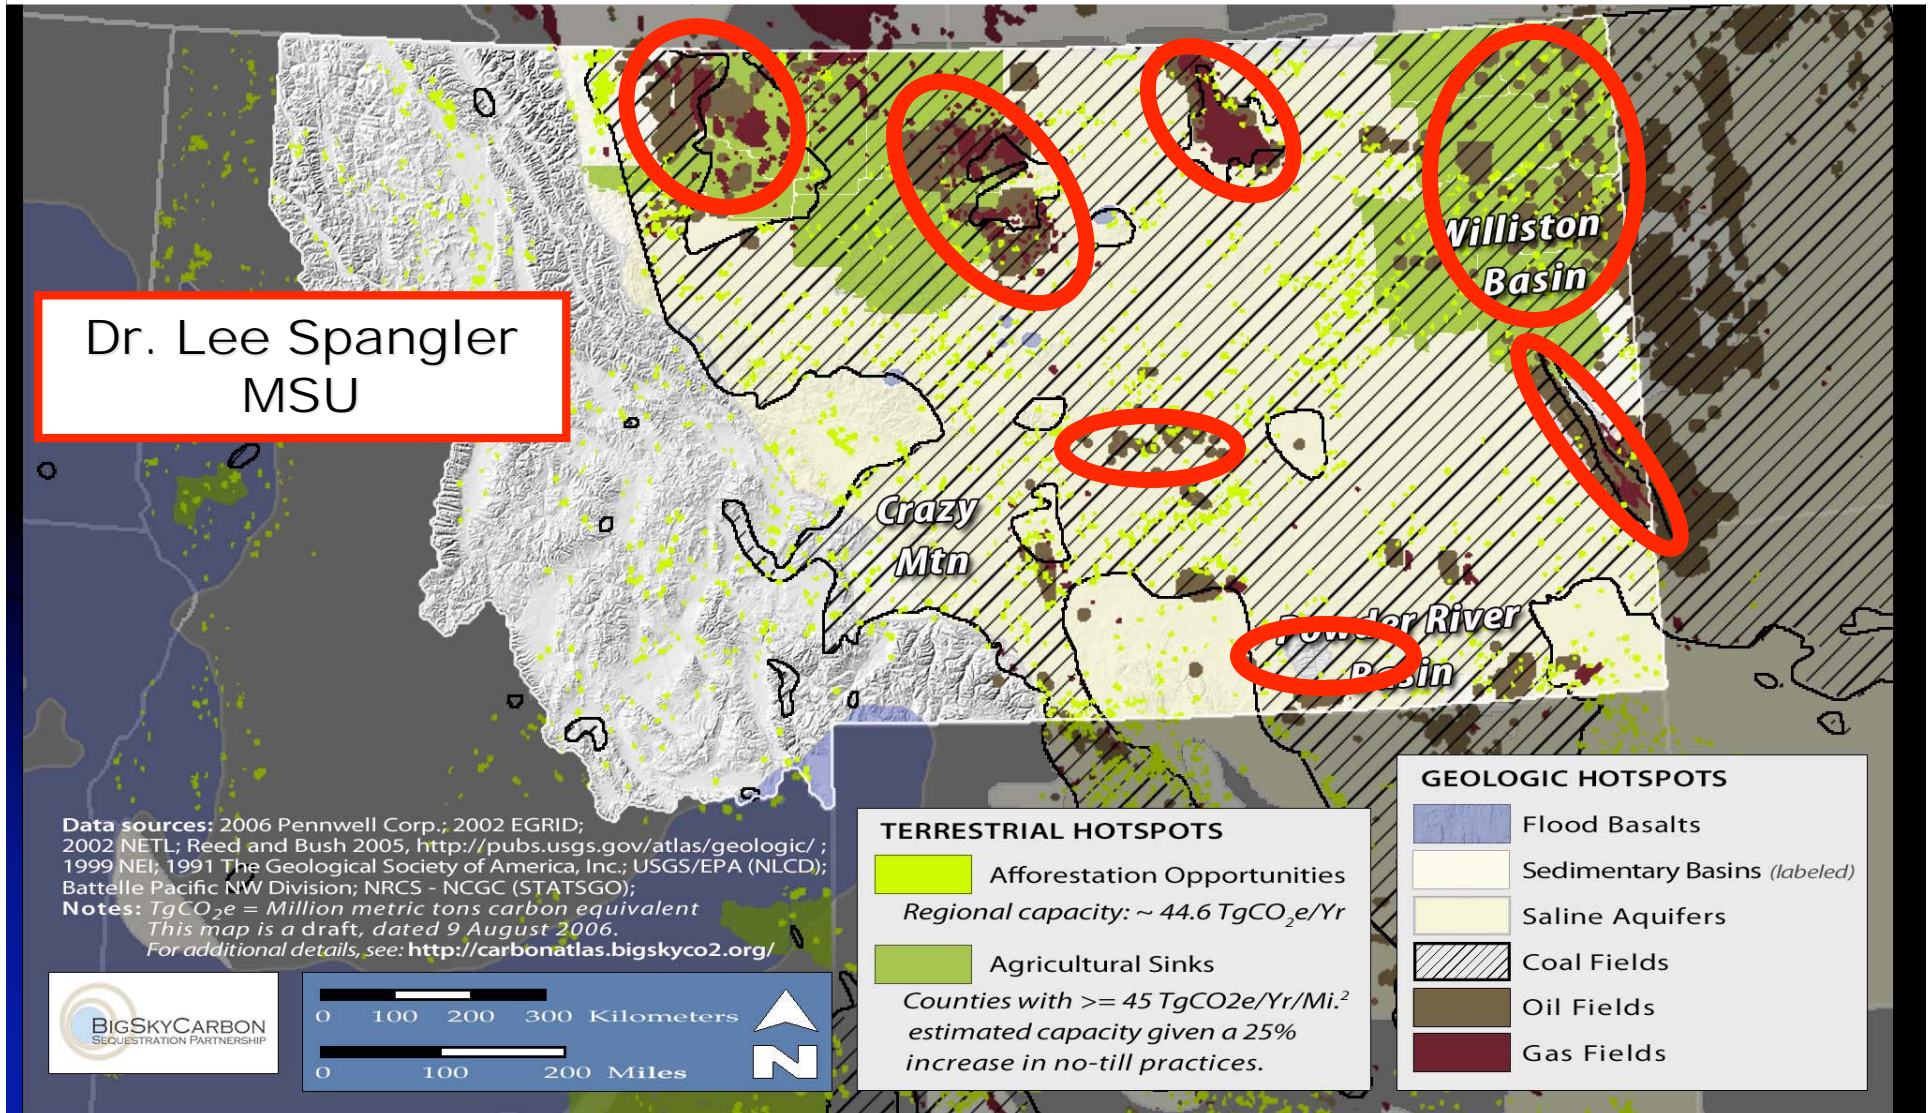 Dr. Lee Spangler
MSU
Williston
Basin
Crazy
Mtn
Powder River
Basin
Data sources: 2006 Pennwell Corp.; 2002 EGRID;
2002 NETL; Reed and Bush 2005, http://pubs.usgs.gov/atlas/geologic/ ;
1999 NEI; 1991 The Geological Society of America, Inc.; USGS/EPA (NLCD);
Battelle Pacific NW Division; NRCS - NCGC (STATSGO);
Notes: TgCO₂e = Million metric tons carbon equivalent
This map is a draft, dated 9 August 2006.
For additional details, see: http://carbonatlas.bigskyco2.org/
BIGSKYCARBON
SEQUESTRATION PARTNERSHIP
0 100 200 300 Kilometers
0 100 200 Miles
N
TERRESTRIAL HOTSPOTS
Afforestation Opportunities
Regional capacity: ~ 44.6 TgCO₂e/Yr
Agricultural Sinks
Counties with >= 45 TgCO2e/Yr/Mi.²
estimated capacity given a 25%
increase in no-till practices.
GEOLOGIC HOTSPOTS
Flood Basalts
Sedimentary Basins (labeled)
Saline Aquifers
Coal Fields
Oil Fields
Gas Fields